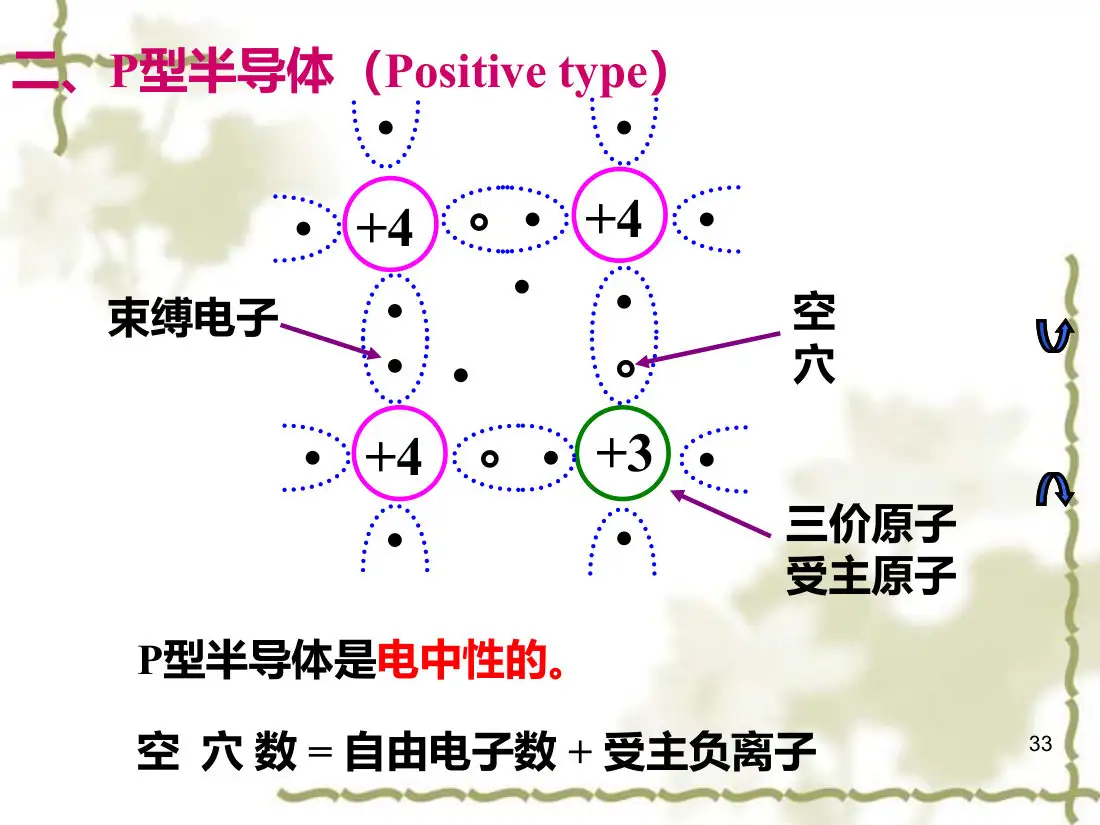 二、P型半导体（Positive type）
+4
+4
束缚电子
空
穴
+4
+3
三价原子
受主原子
P型半导体是电中性的。
空 穴 数 = 自由电子数 + 受主负离子
33